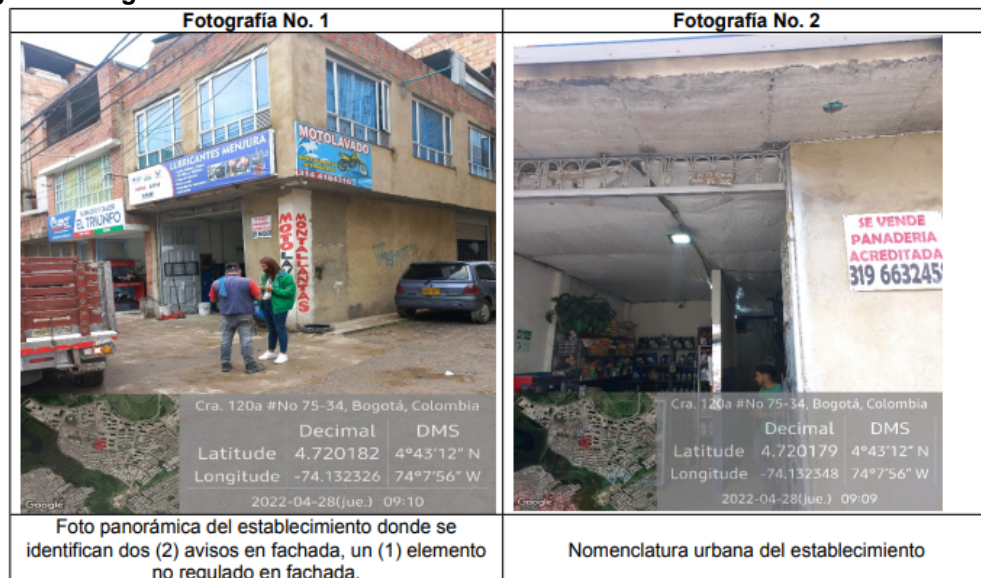 Fotografía No. 1
LUBRICANTES MENJURA
MOTOLAVADO
EL TRIUNFO
MONTALLANTAS
Cra. 120a #No 75-34, Bogotá, Colombia
Decimal DMS
Latitude 4.720182 4°43'12" N
Longitude -74.132326 74°7'56" W
2022-04-28(jue.) 09:10
Google
Foto panorámica del establecimiento donde se
identifican dos (2) avisos en fachada, un (1) elemento
no regulado en fachada.
Fotografía No. 2
SE VENDE
PANADERIA
ACREDITADA
319 663245
Cra. 120a #No 75-34, Bogotá, Colombia
Decimal DMS
Latitude 4.720179 4°43'12" N
Longitude -74.132348 74°7'56" W
2022-04-28(jue.) 09:09
Google
Nomenclatura urbana del establecimiento